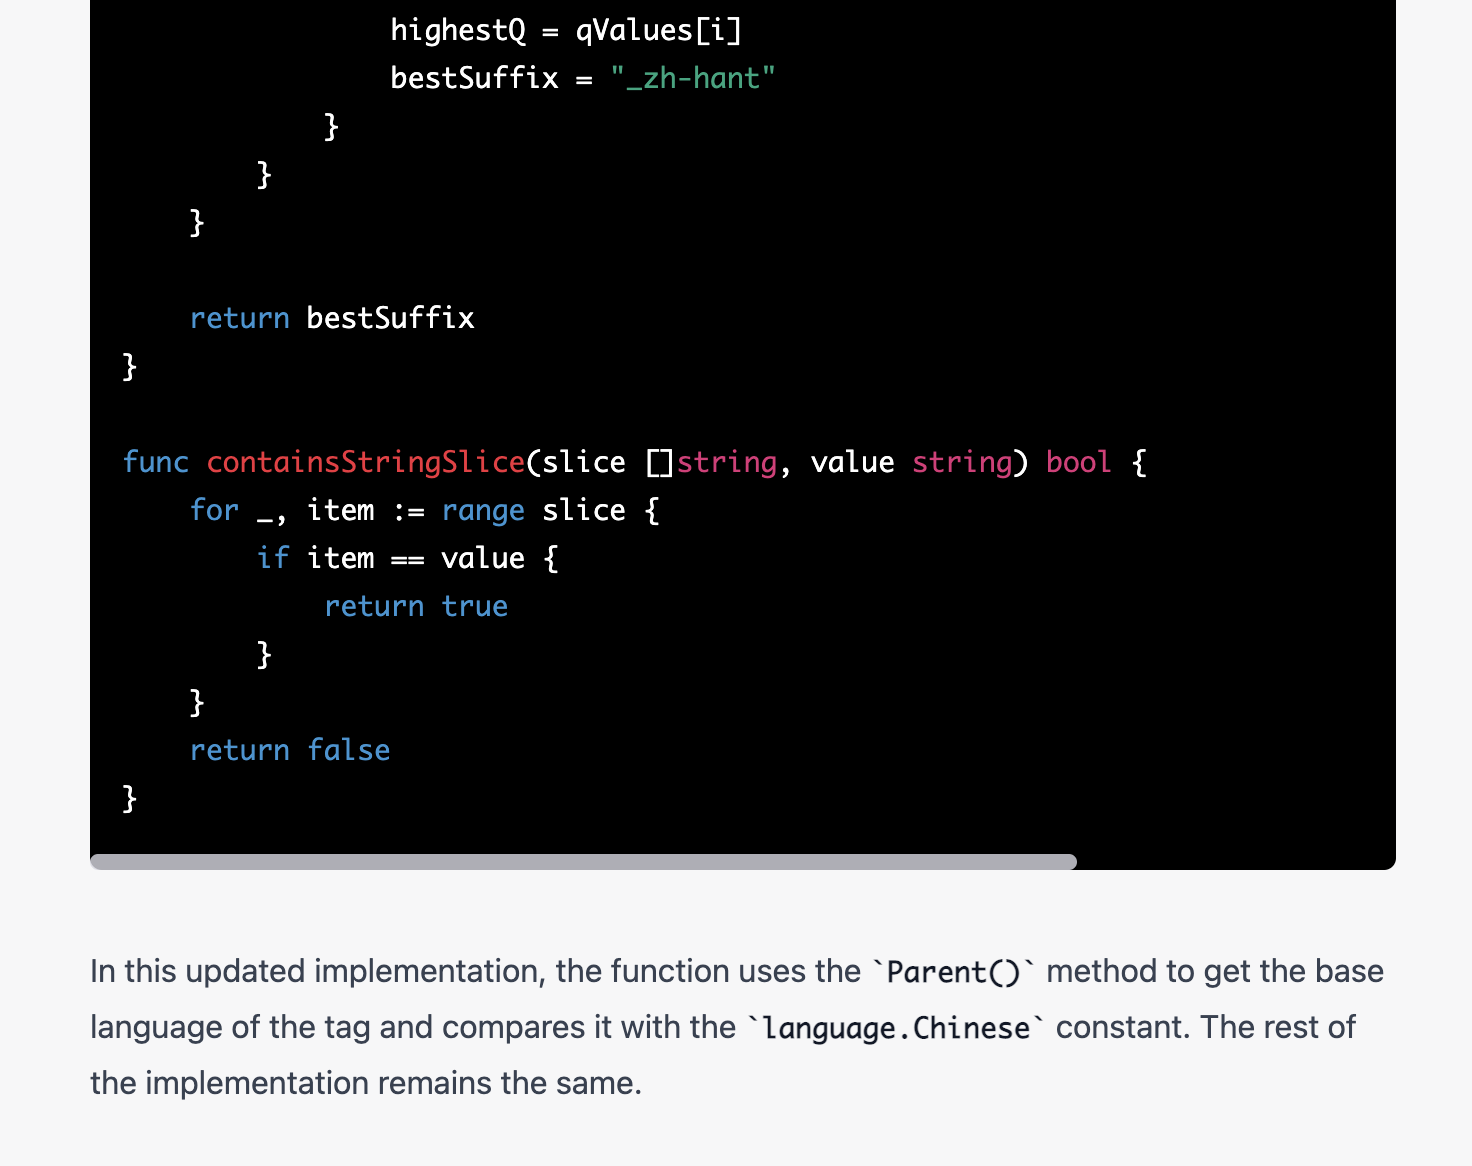 highestQ = qValues[i]
bestSuffix = "_zh-hant"
}
}
}
return bestSuffix
}
func containsStringSlice(slice []string, value string) bool {
for _, item := range slice {
if item == value {
return true
}
}
return false
}
In this updated implementation, the function uses the `Parent()` method to get the base
language of the tag and compares it with the `language.Chinese` constant. The rest of
the implementation remains the same.